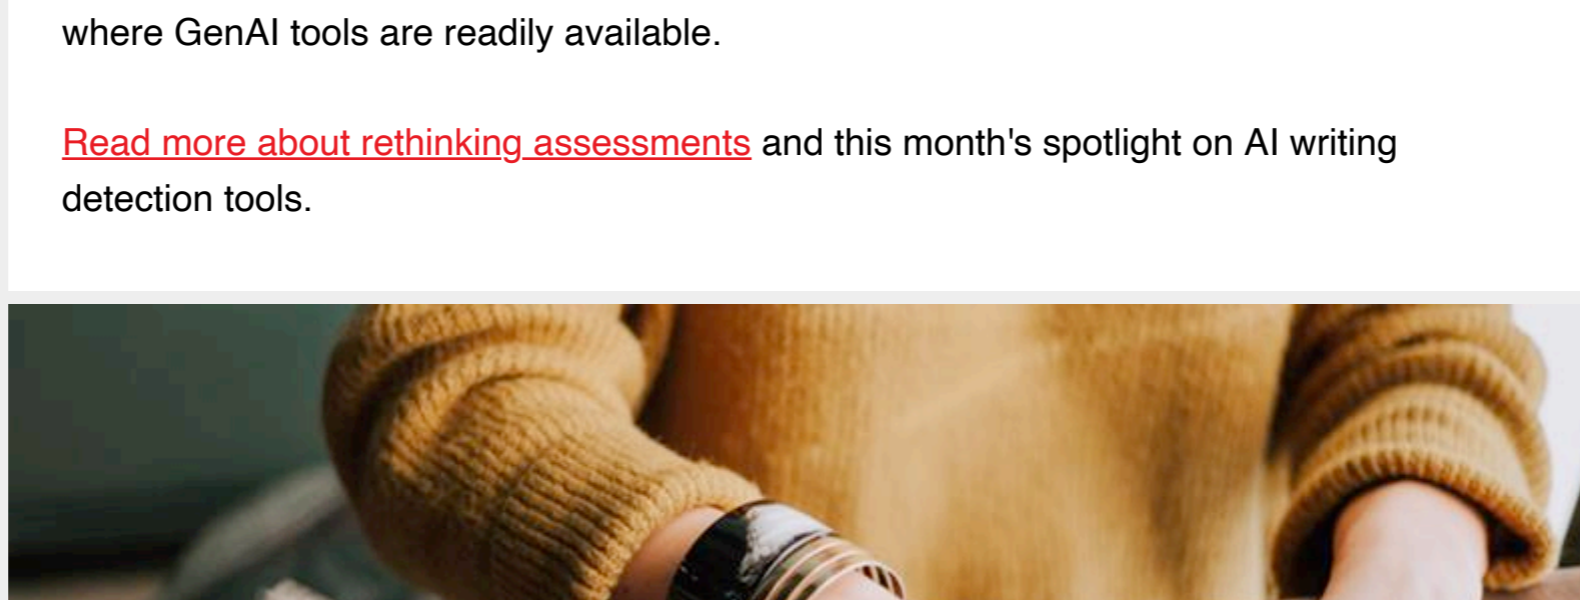 where GenAI tools are readily available.
Read more about rethinking assessments and this month's spotlight on AI writing
detection tools.